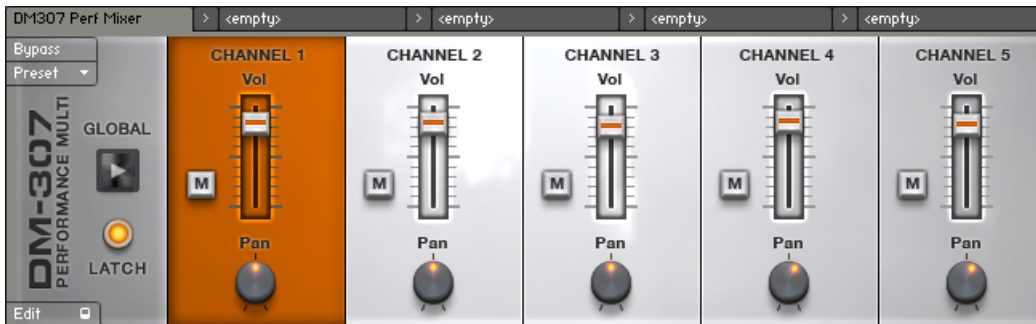 DM307 Perf Mixer > <empty> > <empty> > <empty> > <empty>
Bypass
Preset
DM-307
PERFORMANCE MULTI
GLOBAL
LATCH
Edit
CHANNEL 1 CHANNEL 2 CHANNEL 3 CHANNEL 4 CHANNEL 5
Vol Vol Vol Vol Vol
M M M M M
Pan Pan Pan Pan Pan